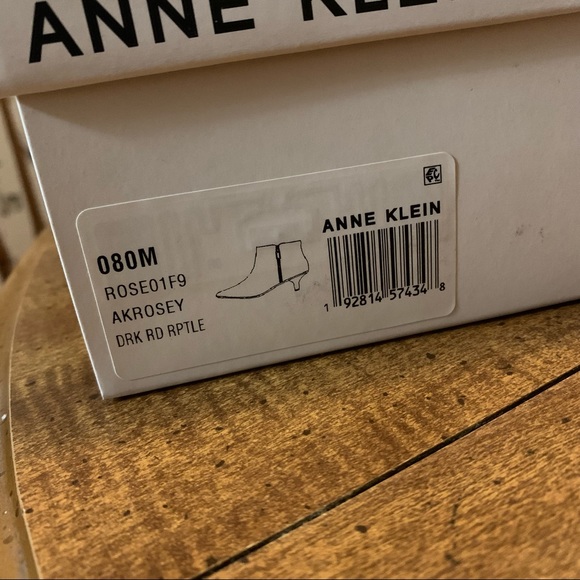 ANNE KLEIN
080M
ROSE01F9
AKROSEY
DRK RD RPTLE
ANNE KLEIN
1 92814 57434 8